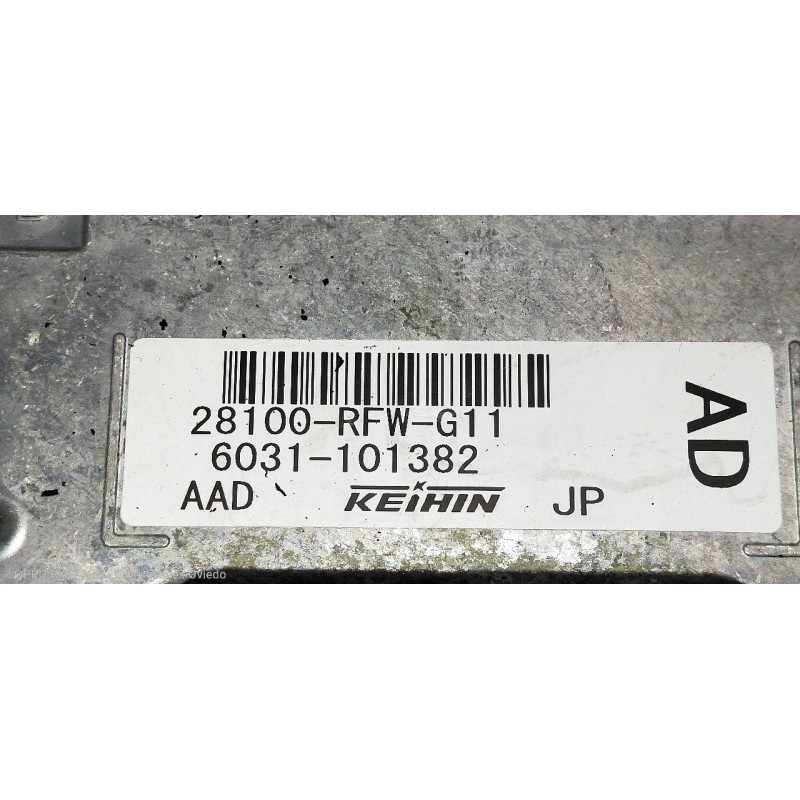 28100-RFW-G11
6031-101382
AAD KEIHIN JP
AD